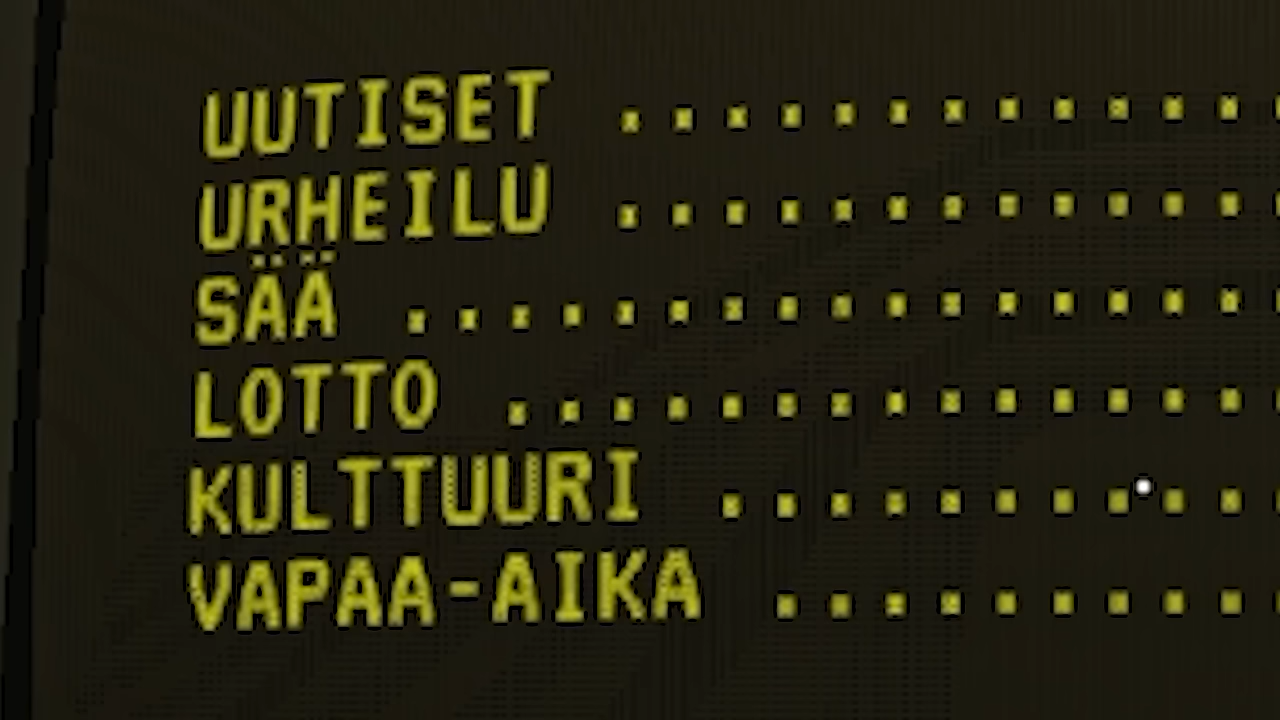 UUTISET . . . . . . . . . . . .
URHEILU . . . . . . . . . . . .
SÄÄ . . . . . . . . . . . . . . . .
LOTTO . . . . . . . . . . . . . .
KULTTUURI . . . . . . . . . .
VAPAA-AIKA . . . . . . . . .